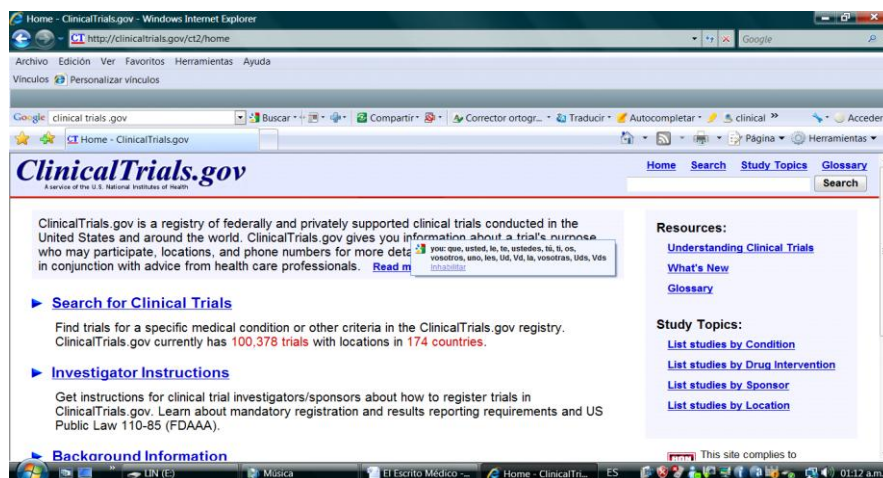 Home - ClinicalTrials.gov - Windows Internet Explorer
CT http://clinicaltrials.gov/ct2/home
Google
Archivo Edición Ver Favoritos Herramientas Ayuda
Vínculos Personalizar vínculos
Google clinical trials .gov Buscar Compartir Corrector ortogr... Traducir Autocompletar clinical » Acceder
CT Home - ClinicalTrials.gov Página Herramientas
ClinicalTrials.gov
A service of the U.S. National Institutes of Health
Home Search Study Topics Glossary
Search
ClinicalTrials.gov is a registry of federally and privately supported clinical trials conducted in the
United States and around the world. ClinicalTrials.gov gives you information about a trial's purpose,
who may participate, locations, and phone numbers for more
in conjunction with advice from health care professionals. Read
you: que, usted, le, te, ustedes, tú, ti, os,
vosotros, uno, les, Ud, Vd, la, vosotras, Uds, Vds
Inhabilitar
Search for Clinical Trials
Find trials for a specific medical condition or other criteria in the ClinicalTrials.gov registry.
ClinicalTrials.gov currently has 100,378 trials with locations in 174 countries.
Investigator Instructions
Get instructions for clinical trial investigators/sponsors about how to register trials in
ClinicalTrials.gov. Learn about mandatory registration and results reporting requirements and US
Public Law 110-85 (FDAAA).
Background Information
Resources:
Understanding Clinical Trials
What's New
Glossary
Study Topics:
List studies by Condition
List studies by Drug Intervention
List studies by Sponsor
List studies by Location
HON This site complies to
» LIN (E:) Música El Escrito Médico -... Home - ClinicalTri... ES 01:12 a.m.